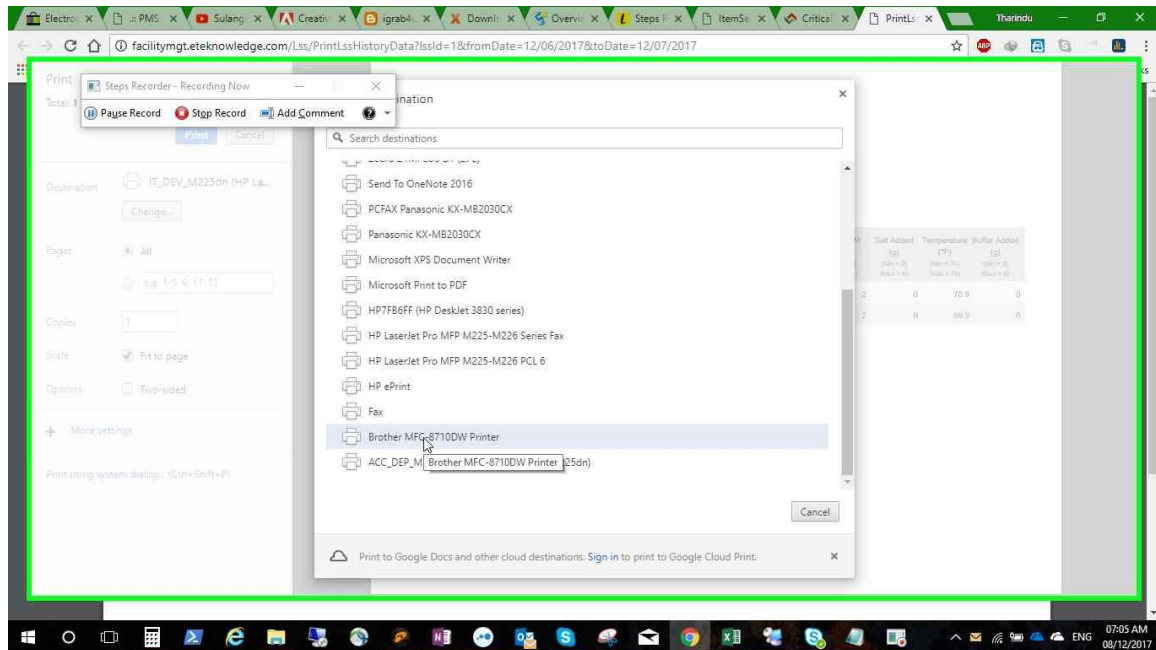 Electro
.:: PMS
Sulang
Creativ
igrab4
Downl
Overvi
Steps R
ItemSe
Critical
PrintLs
Tharindu
facilitymgt.eteknowledge.com/Lss/PrintLssHistoryData?lssId=1&fromDate=12/06/2017&toDate=12/07/2017
ABP
Print
Total: 1
Steps Recorder - Recording Now
Pause Record
Stop Record
Add Comment
Print
Cancel
ination
Search destinations
Destination
IT_DEV_M225dn (HP La...
Change...
Pages
All
e.g. 1-5, 8, 11-13
Copies
1
Scale
Fit to page
Options
Two-sided
+ More settings
Print using system dialog... (Ctrl+Shift+P)
Send To OneNote 2016
PCFAX Panasonic KX-MB2030CX
Panasonic KX-MB2030CX
Microsoft XPS Document Writer
Microsoft Print to PDF
HP7FB6FF (HP DeskJet 3830 series)
HP LaserJet Pro MFP M225-M226 Series Fax
HP LaserJet Pro MFP M225-M226 PCL 6
HP ePrint
Fax
Brother MFC-8710DW Printer
ACC_DEP_M
Brother MFC-8710DW Printer
25dn)
Salt Added Temperature Buffer Added
(g) (°F) (g)
2 0 70.9 0
2 0 0
Cancel
Print to Google Docs and other cloud destinations. Sign in to print to Google Cloud Print.
ENG
07:05 AM
08/12/2017